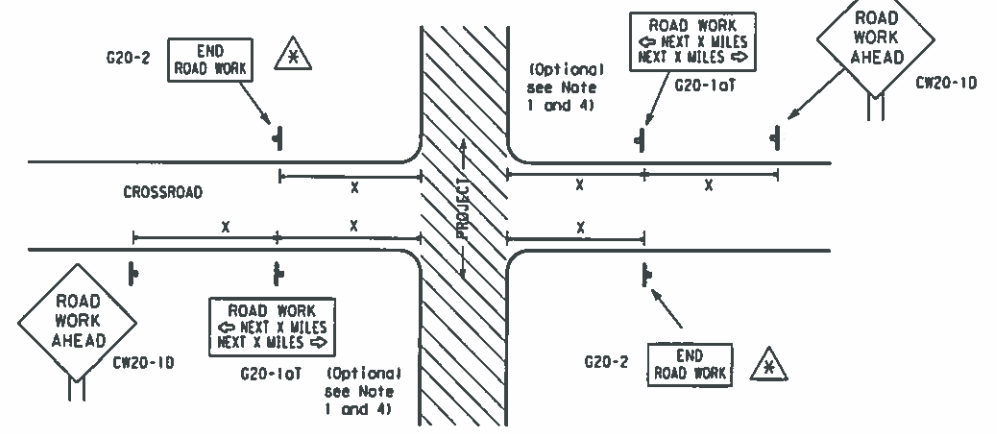 ROAD WORK
⇦ NEXT X MILES
NEXT X MILES ⇨
ROAD
WORK
AHEAD
G20-2
END
ROAD WORK
*
(Optional
see Note
1 and 4)
G20-1aT
CW20-1D
X
X
X
CROSSROAD
PROJECT
X
X
X
ROAD
WORK
AHEAD
CW20-1D
ROAD WORK
⇦ NEXT X MILES
NEXT X MILES ⇨
G20-1aT
(Optional
see Note
1 and 4)
G20-2
END
ROAD WORK
*